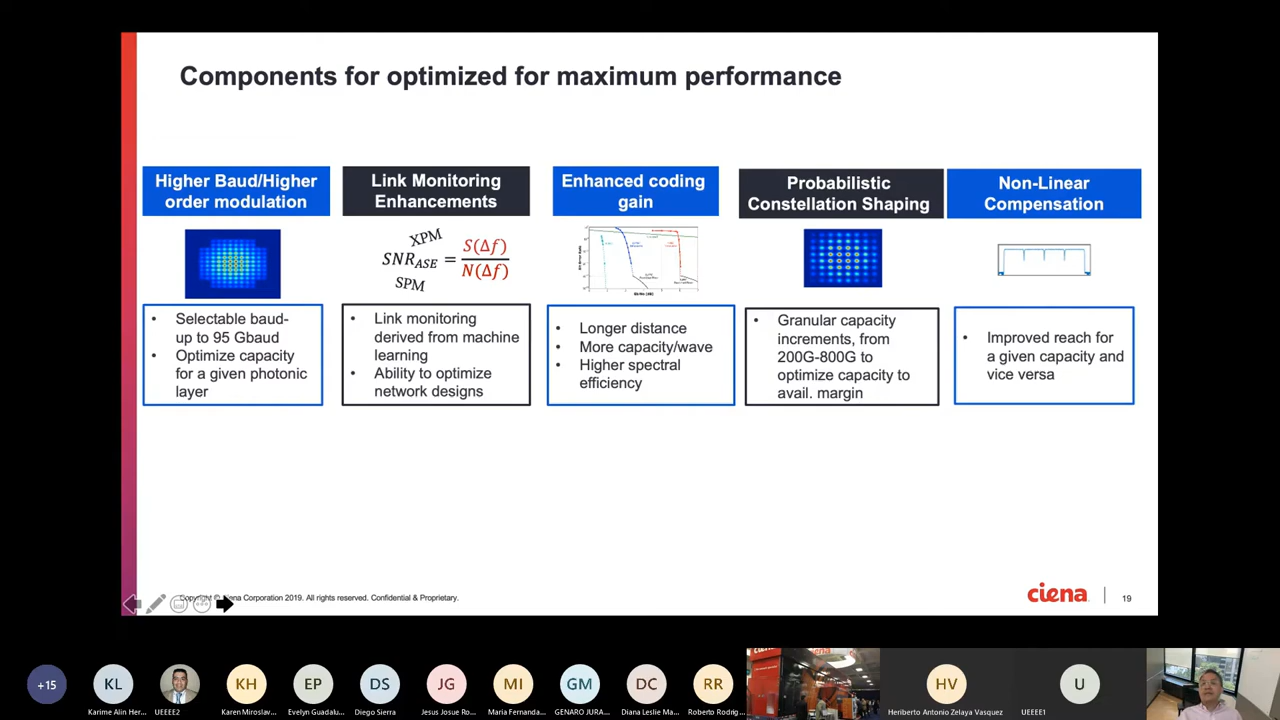 Components for optimized for maximum performance
Higher Baud/Higher
order modulation
Link Monitoring
Enhancements
Enhanced coding
gain
Probabilistic
Constellation Shaping
Non-Linear
Compensation
XPM
SNR_ASE = S(Δf) / N(Δf)
SPM
• Selectable baud-
up to 95 Gbaud
• Optimize capacity
for a given photonic
layer
• Link monitoring
derived from machine
learning
• Ability to optimize
network designs
• Longer distance
• More capacity/wave
• Higher spectral
efficiency
• Granular capacity
increments, from
200G-800G to
optimize capacity to
avail. margin
• Improved reach for
a given capacity and
vice versa
Copyright © Ciena Corporation 2019. All rights reserved. Confidential & Proprietary.
ciena
19
+15
KL
KH
EP
DS
JG
MI
GM
DC
RR
ciena
HV
U
Karime Alin Her...
UEEEE2
Karen Miroslav...
Evelyn Guadalu...
Diego Sierra
Jesus Josue Ro...
Maria Fernanda...
GENARO JURA...
Diana Leslie Ma...
Roberto Rodrig...
Heriberto Antonio Zelaya Vasquez
UEEEE1